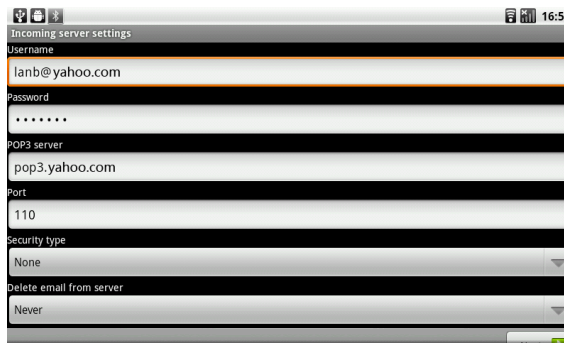 16:5
Incoming server settings
Username
lanb@yahoo.com
Password
•••••••
POP3 server
pop3.yahoo.com
Port
110
Security type
None
Delete email from server
Never